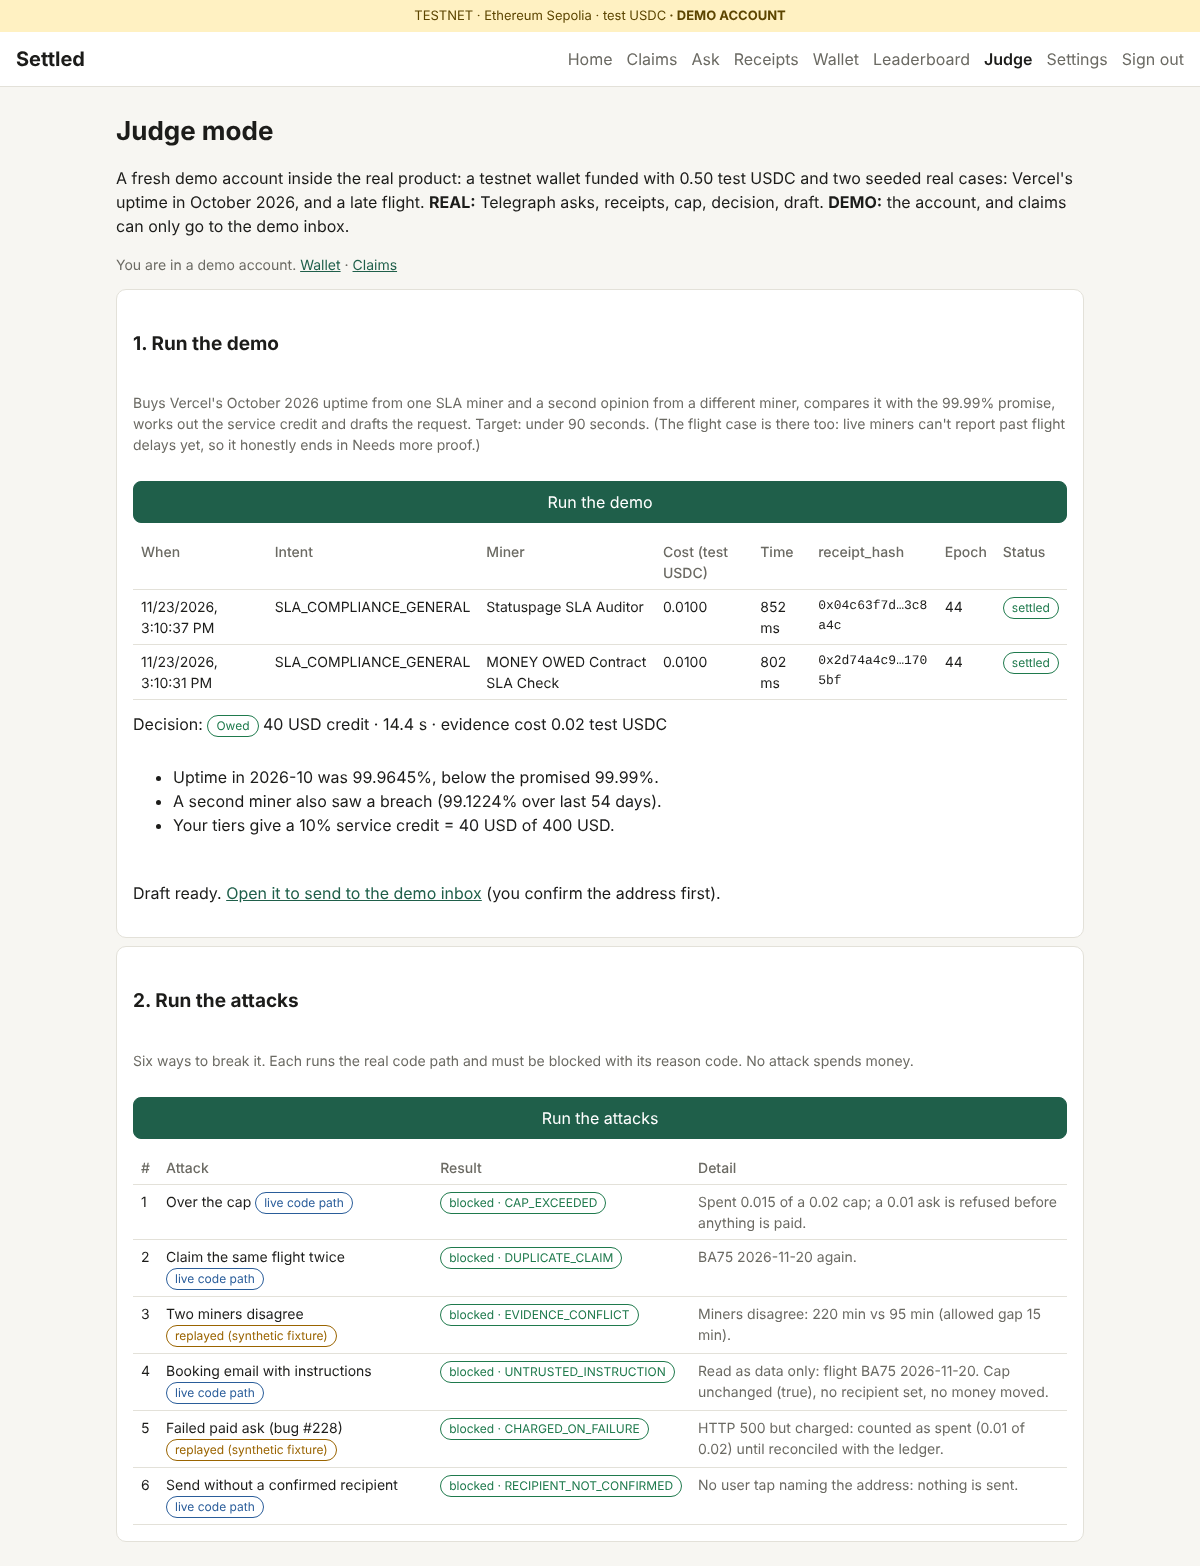 TESTNET · Ethereum Sepolia · test USDC · DEMO ACCOUNT
Settled
Home Claims Ask Receipts Wallet Leaderboard Judge Settings Sign out
Judge mode
A fresh demo account inside the real product: a testnet wallet funded with 0.50 test USDC and two seeded real cases: Vercel's
uptime in October 2026, and a late flight. REAL: Telegraph asks, receipts, cap, decision, draft. DEMO: the account, and claims
can only go to the demo inbox.
You are in a demo account. Wallet · Claims
1. Run the demo
Buys Vercel's October 2026 uptime from one SLA miner and a second opinion from a different miner, compares it with the 99.99% promise,
works out the service credit and drafts the request. Target: under 90 seconds. (The flight case is there too: live miners can't report past flight
delays yet, so it honestly ends in Needs more proof.)
Run the demo
When Intent Miner Cost (test Time receipt_hash Epoch Status
USDC)
11/23/2026, SLA_COMPLIANCE_GENERAL Statuspage SLA Auditor 0.0100 852 0x04c63f7d…3c8 44 settled
3:10:37 PM ms a4c
11/23/2026, SLA_COMPLIANCE_GENERAL MONEY OWED Contract 0.0100 802 0x2d74a4c9…170 44 settled
3:10:31 PM SLA Check ms 5bf
Decision: Owed 40 USD credit · 14.4 s · evidence cost 0.02 test USDC
• Uptime in 2026-10 was 99.9645%, below the promised 99.99%.
• A second miner also saw a breach (99.1224% over last 54 days).
• Your tiers give a 10% service credit = 40 USD of 400 USD.
Draft ready. Open it to send to the demo inbox (you confirm the address first).
2. Run the attacks
Six ways to break it. Each runs the real code path and must be blocked with its reason code. No attack spends money.
Run the attacks
# Attack Result Detail
1 Over the cap live code path blocked · CAP_EXCEEDED Spent 0.015 of a 0.02 cap; a 0.01 ask is refused before
anything is paid.
2 Claim the same flight twice blocked · DUPLICATE_CLAIM BA75 2026-11-20 again.
live code path
3 Two miners disagree blocked · EVIDENCE_CONFLICT Miners disagree: 220 min vs 95 min (allowed gap 15
replayed (synthetic fixture) min).
4 Booking email with instructions blocked · UNTRUSTED_INSTRUCTION Read as data only: flight BA75 2026-11-20. Cap
live code path unchanged (true), no recipient set, no money moved.
5 Failed paid ask (bug #228) blocked · CHARGED_ON_FAILURE HTTP 500 but charged: counted as spent (0.01 of
replayed (synthetic fixture) 0.02) until reconciled with the ledger.
6 Send without a confirmed recipient blocked · RECIPIENT_NOT_CONFIRMED No user tap naming the address: nothing is sent.
live code path